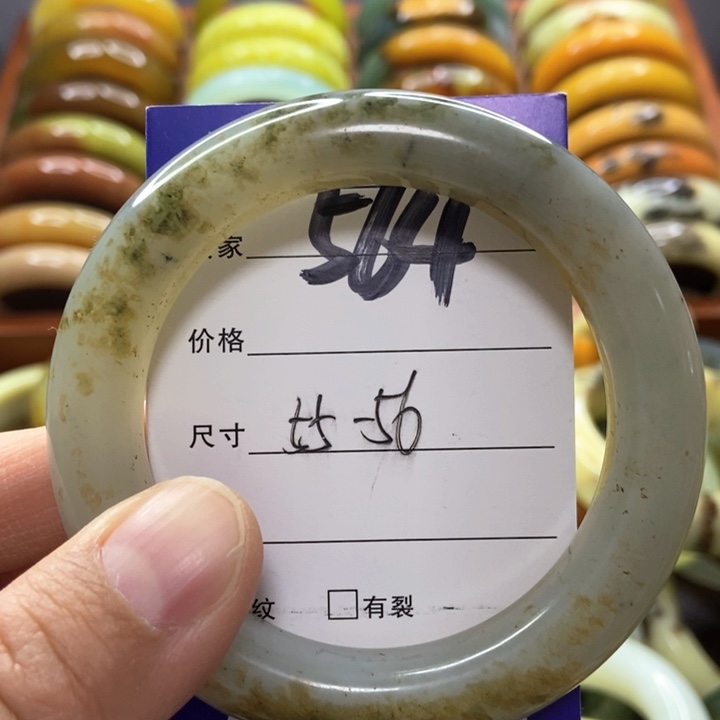 家 504
价格
尺寸 55-56
纹 有裂